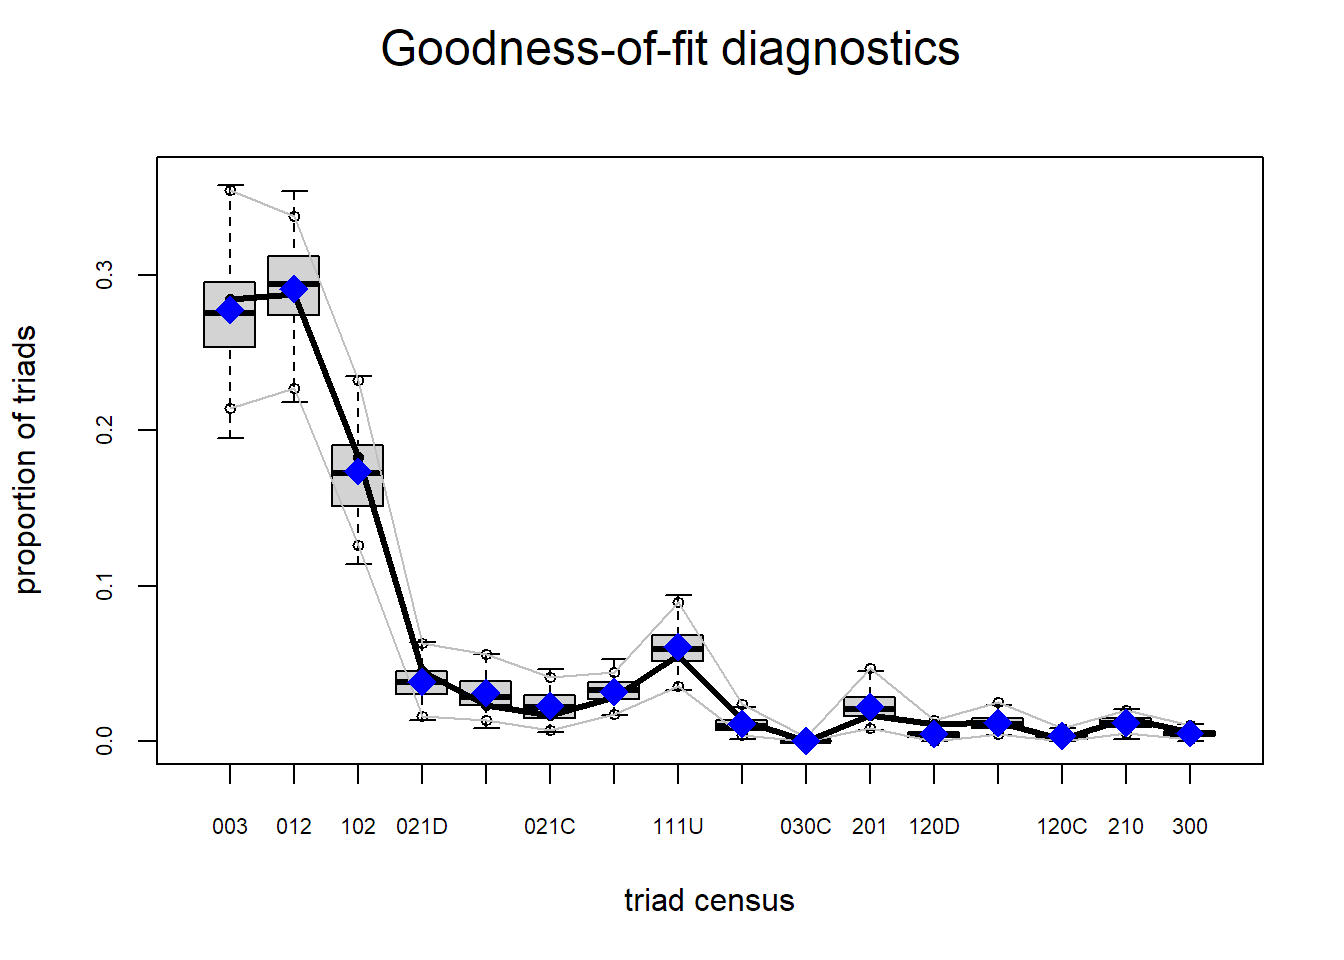 Goodness-of-fit diagnostics
proportion of triads
0.3
0.2
0.1
0.0
003 012 102 021D 021C 111U 030C 201 120D 120C 210 300
triad census